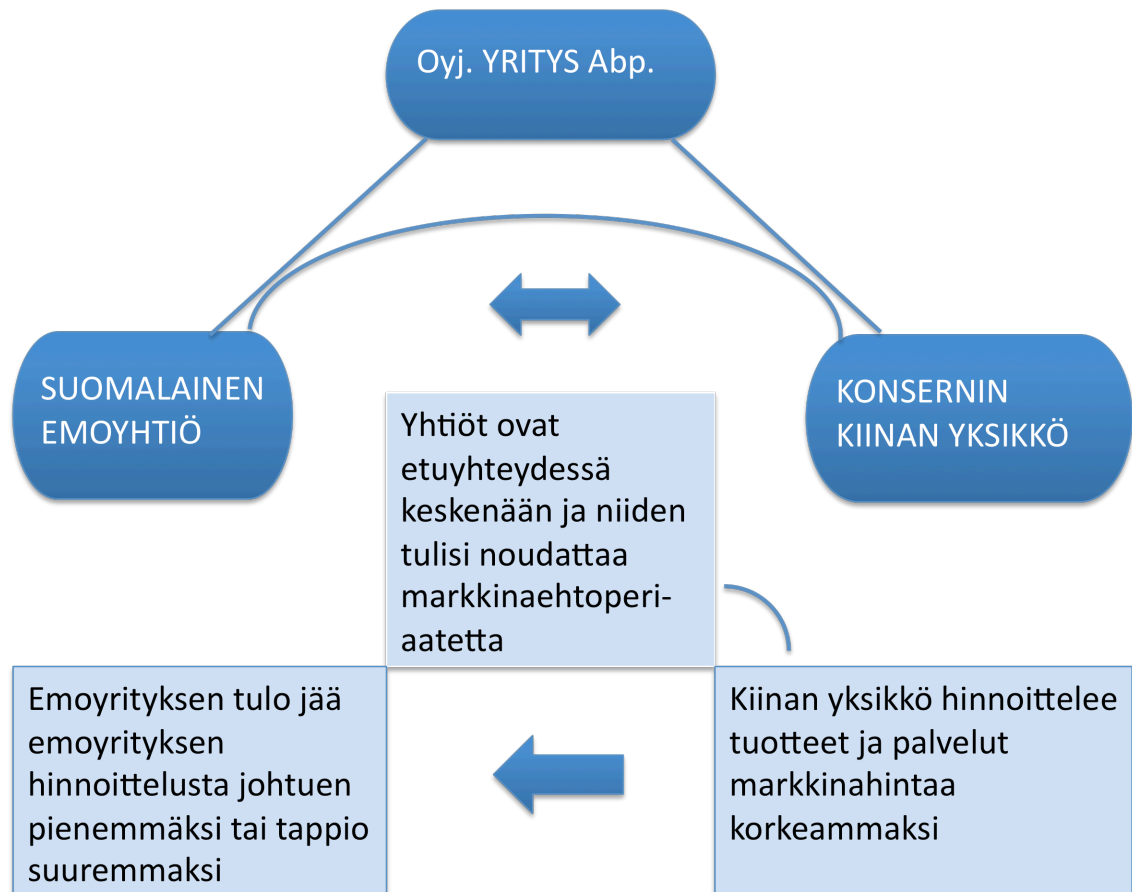 Oyj. YRITYS Abp.
SUOMALAINEN
EMOYHTIÖ
KONSERNIN
KIINAN YKSIKKÖ
Yhtiöt ovat
etuyhteydessä
keskenään ja niiden
tulisi noudattaa
markkinaehtoperi-
aatetta
Emoyrityksen tulo jää
emoyrityksen
hinnoittelusta johtuen
pienemmäksi tai tappio
suuremmaksi
Kiinan yksikkö hinnoittelee
tuotteet ja palvelut
markkinahintaa
korkeammaksi